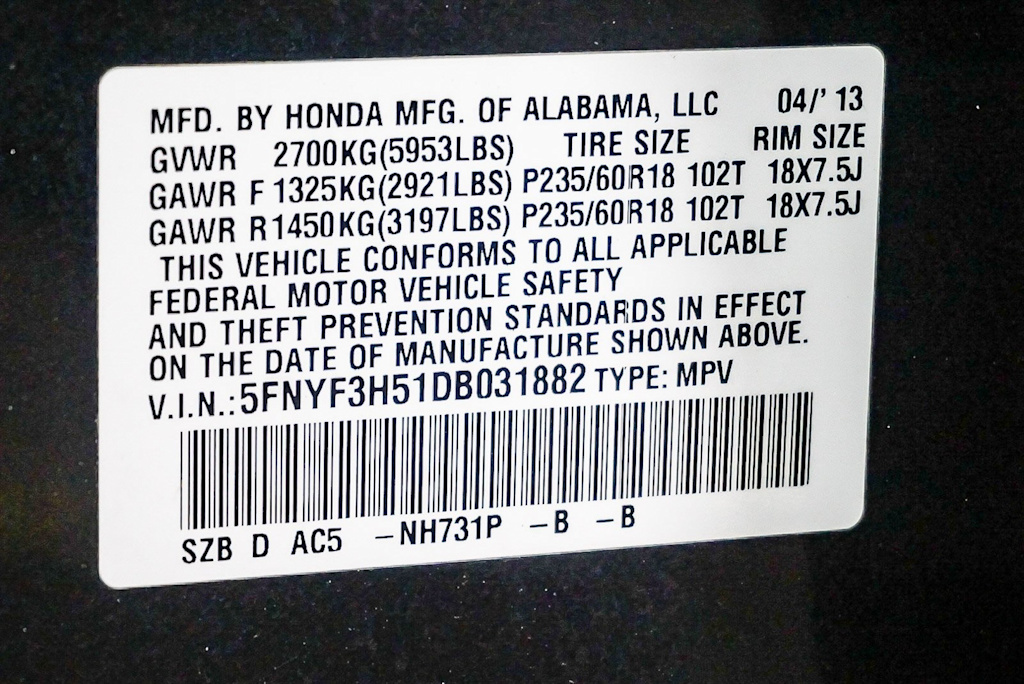 MFD. BY HONDA MFG. OF ALABAMA, LLC 04/' 13
GVWR 2700KG(5953LBS) TIRE SIZE RIM SIZE
GAWR F 1325KG(2921LBS) P235/60R18 102T 18X7.5J
GAWR R1450KG(3197LBS) P235/60R18 102T 18X7.5J
THIS VEHICLE CONFORMS TO ALL APPLICABLE
FEDERAL MOTOR VEHICLE SAFETY
AND THEFT PREVENTION STANDARDS IN EFFECT
ON THE DATE OF MANUFACTURE SHOWN ABOVE.
V.I.N.:5FNYF3H51DB031882 TYPE: MPV
SZB D AC5 -NH731P -B -B